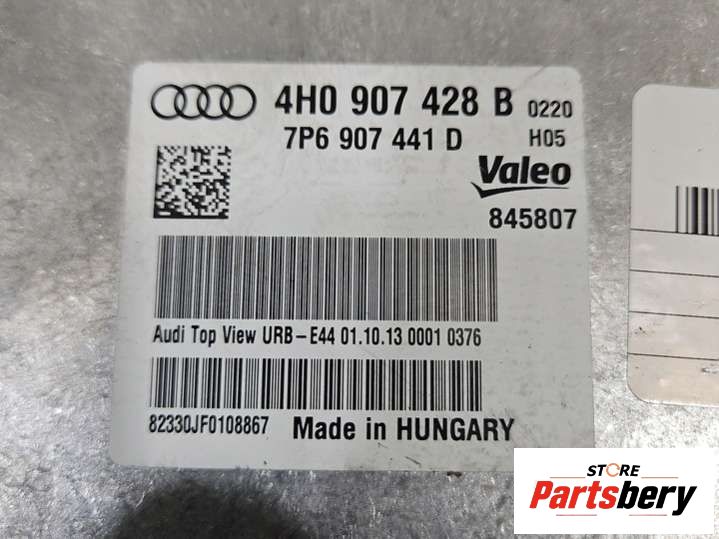 4H0 907 428 B 0220
7P6 907 441 D H05
Valeo
845807
Audi Top View URB-E44 01.10.13 0001 0376
82330JF0108867 Made in HUNGARY
STORE
Partsbery